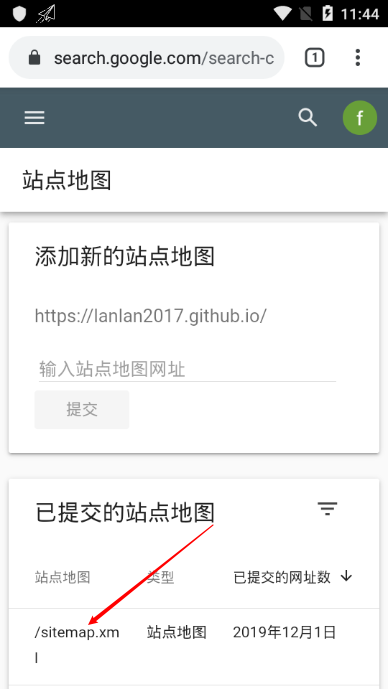 11:44
search.google.com/search-c
1
f
站点地图
添加新的站点地图
https://lanlan2017.github.io/
输入站点地图网址
提交
已提交的站点地图
站点地图 类型 已提交的网址数
/sitemap.xm 站点地图 2019年12月1日
l